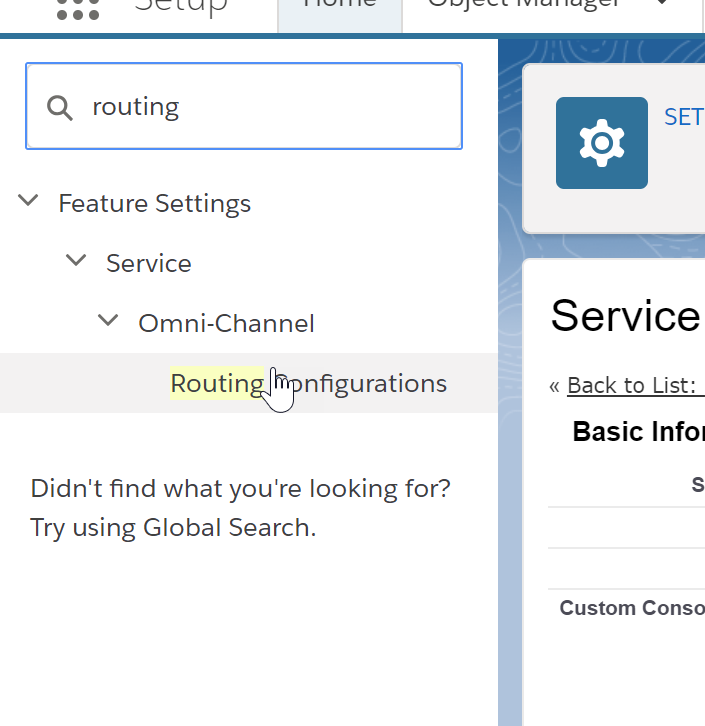 Setup Home Object Manager
routing
SET
Feature Settings
Service
Omni-Channel
Routing Configurations
Didn't find what you're looking for?
Try using Global Search.
Service
« Back to List:
Basic Infor
S
Custom Conso